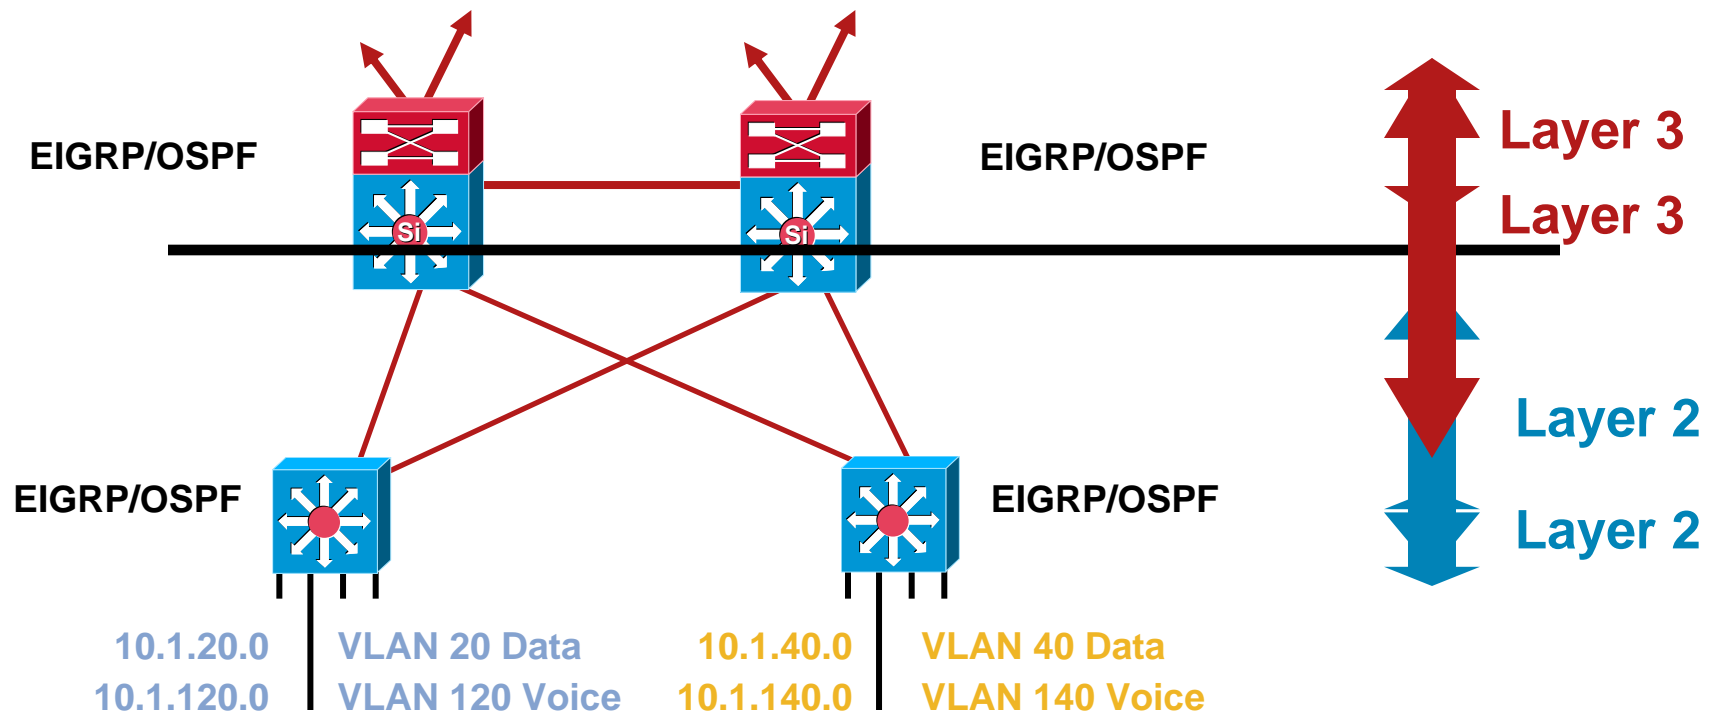 EIGRP/OSPF
EIGRP/OSPF
Layer 3
Layer 3
Si
Si
Layer 2
EIGRP/OSPF
EIGRP/OSPF
Layer 2
10.1.20.0 VLAN 20 Data
10.1.120.0 VLAN 120 Voice
10.1.40.0 VLAN 40 Data
10.1.140.0 VLAN 140 Voice